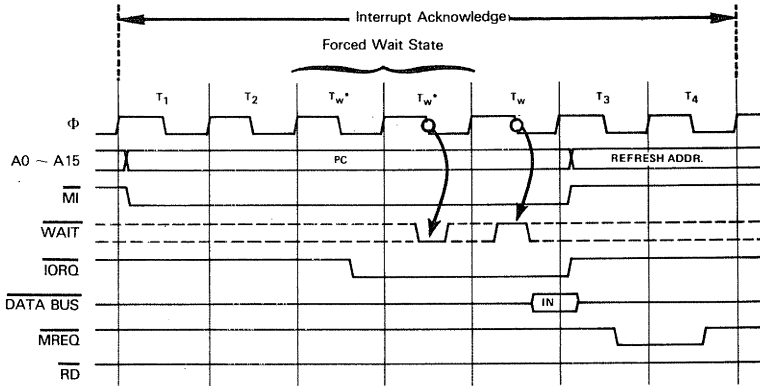 Interrupt Acknowledge
Forced Wait State
T1 T2 Tw* Tw* Tw T3 T4
Φ
A0 ~ A15 PC REFRESH ADDR.
MI
WAIT
IORQ
DATA BUS IN
MREQ
RD